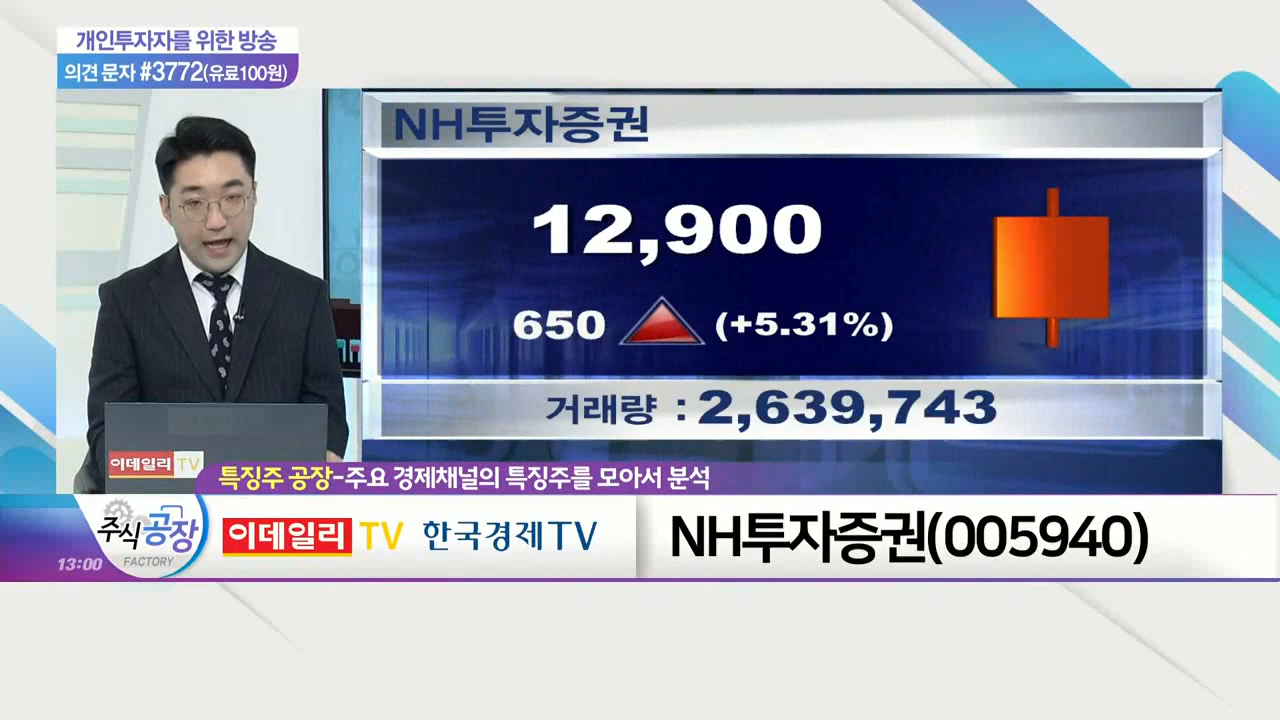 개인투자자를 위한 방송
의견 문자 #3772(유료100원)
NH투자증권
12,900
650 ▲ (+5.31%)
거래량 : 2,639,743
이데일리 TV
특징주 공장-주요 경제채널의 특징주를 모아서 분석
13:00
주식공장
FACTORY
이데일리 TV 한국경제TV
NH투자증권(005940)